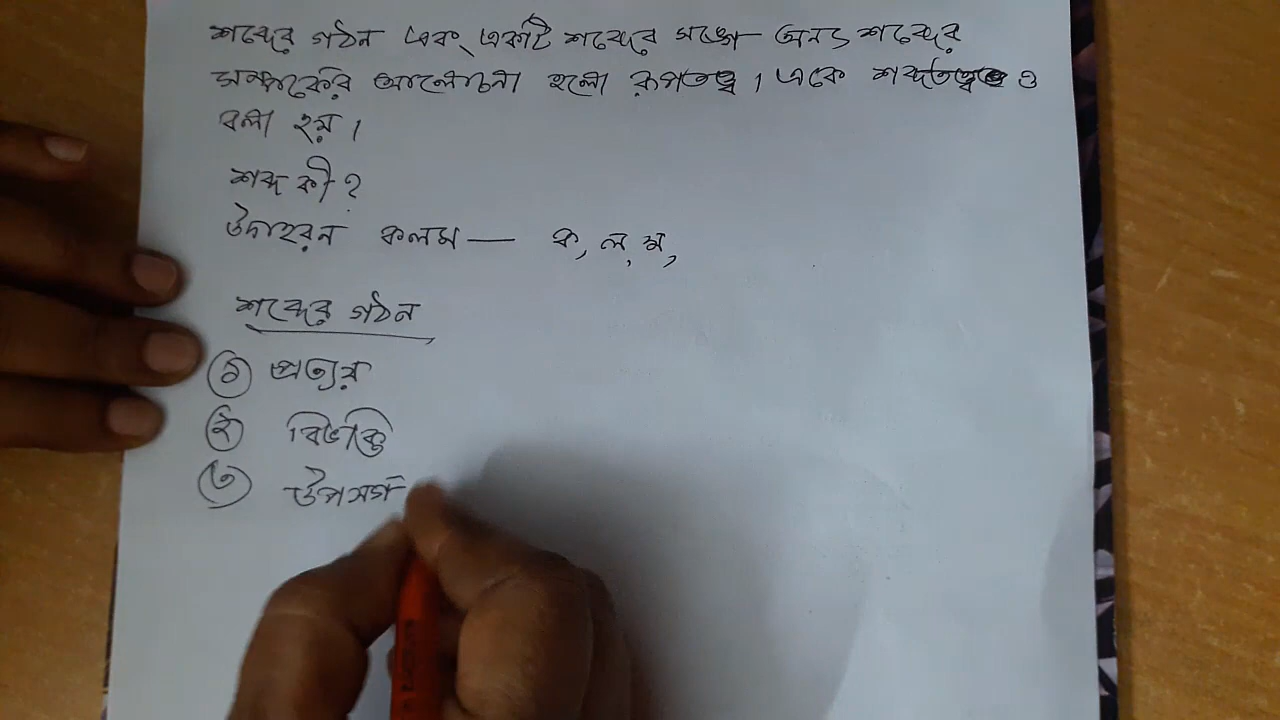 শব্দের গঠন এক্ একটি শব্দের সঙ্গে অন্য শব্দের
সম্পর্কের আলোচনা হলো রূপতত্ত্ব। একে শব্দতত্ত্বও
বলা হয়।
শব্দ কী?
উদাহরন কলম — ক, ল, ম,
শব্দের গঠন
১ প্রত্যয়
২ বিভক্তি
৩ উপসর্গ